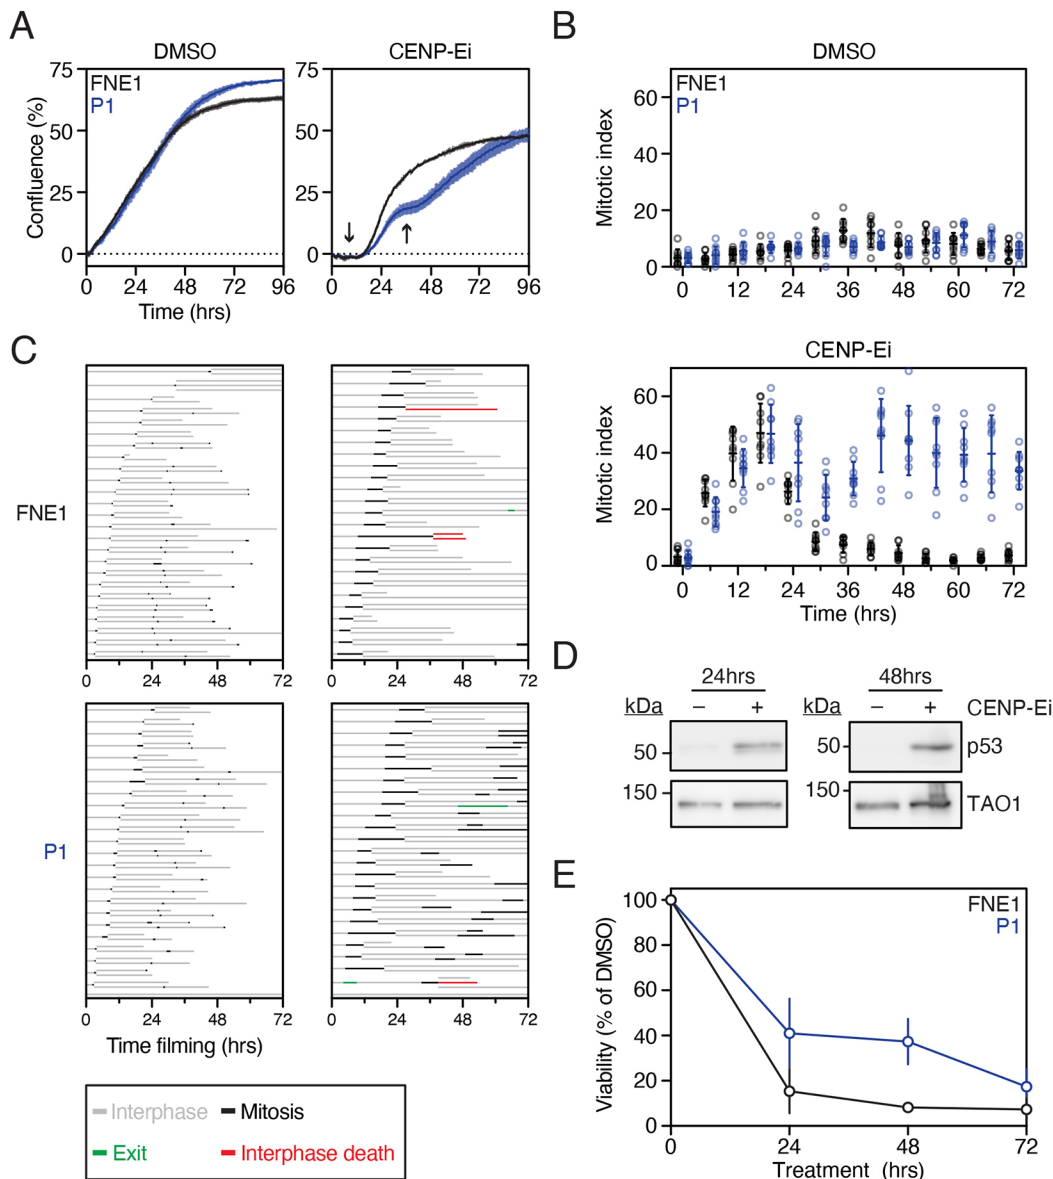 A
DMSO
CENP-Ei
75
50
25
0
Confluence (%)
FNE1
P1
0 24 48 72 96
Time (hrs)
75
50
25
0
0 24 48 72 96
B
DMSO
FNE1
P1
Mitotic index
60
40
20
0
0 12 24 36 48 60 72
CENP-Ei
Mitotic index
60
40
20
0
0 12 24 36 48 60 72
Time (hrs)
C
FNE1
0 24 48 72
0 24 48 72
P1
0 24 48 72
0 24 48 72
Time filming (hrs)
Interphase
Mitosis
Exit
Interphase death
D
24hrs
48hrs
kDa – +
kDa – + CENP-Ei
50
50 p53
150
150 TAO1
E
FNE1
P1
Viability (% of DMSO)
100
80
60
40
20
0
0 24 48 72
Treatment (hrs)